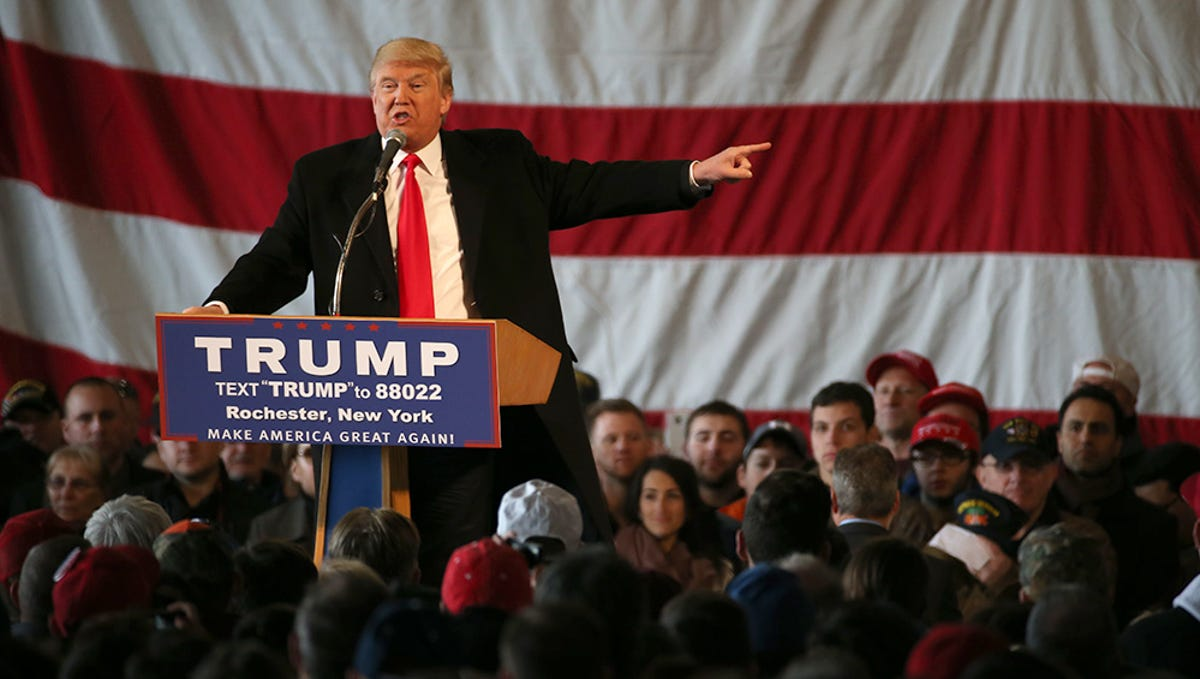 TRUMP
TEXT "TRUMP" to 88022
Rochester, New York
MAKE AMERICA GREAT AGAIN!